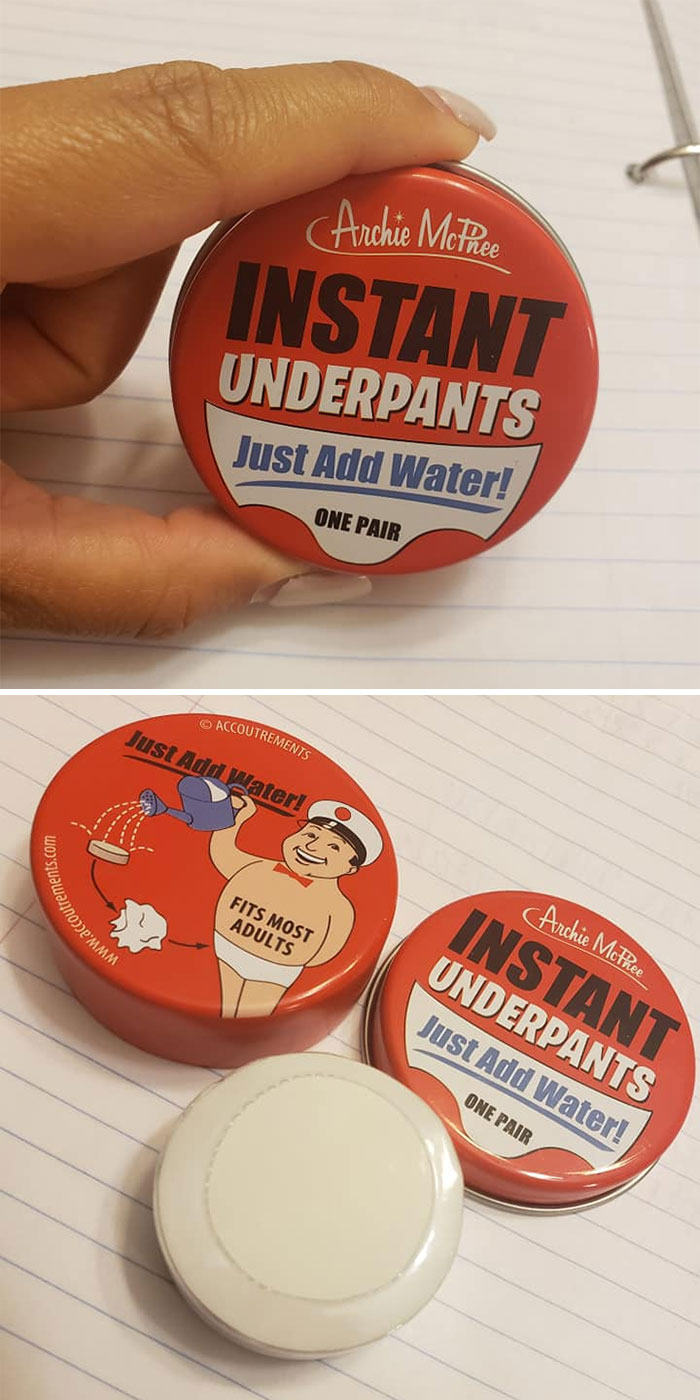 Archie McPhee
INSTANT
UNDERPANTS
Just Add Water!
ONE PAIR
© ACCOUTREMENTS
Just Add Water!
FITS MOST
ADULTS
www.accoutrements.com
Archie McPhee
INSTANT
UNDERPANTS
Just Add Water!
ONE PAIR